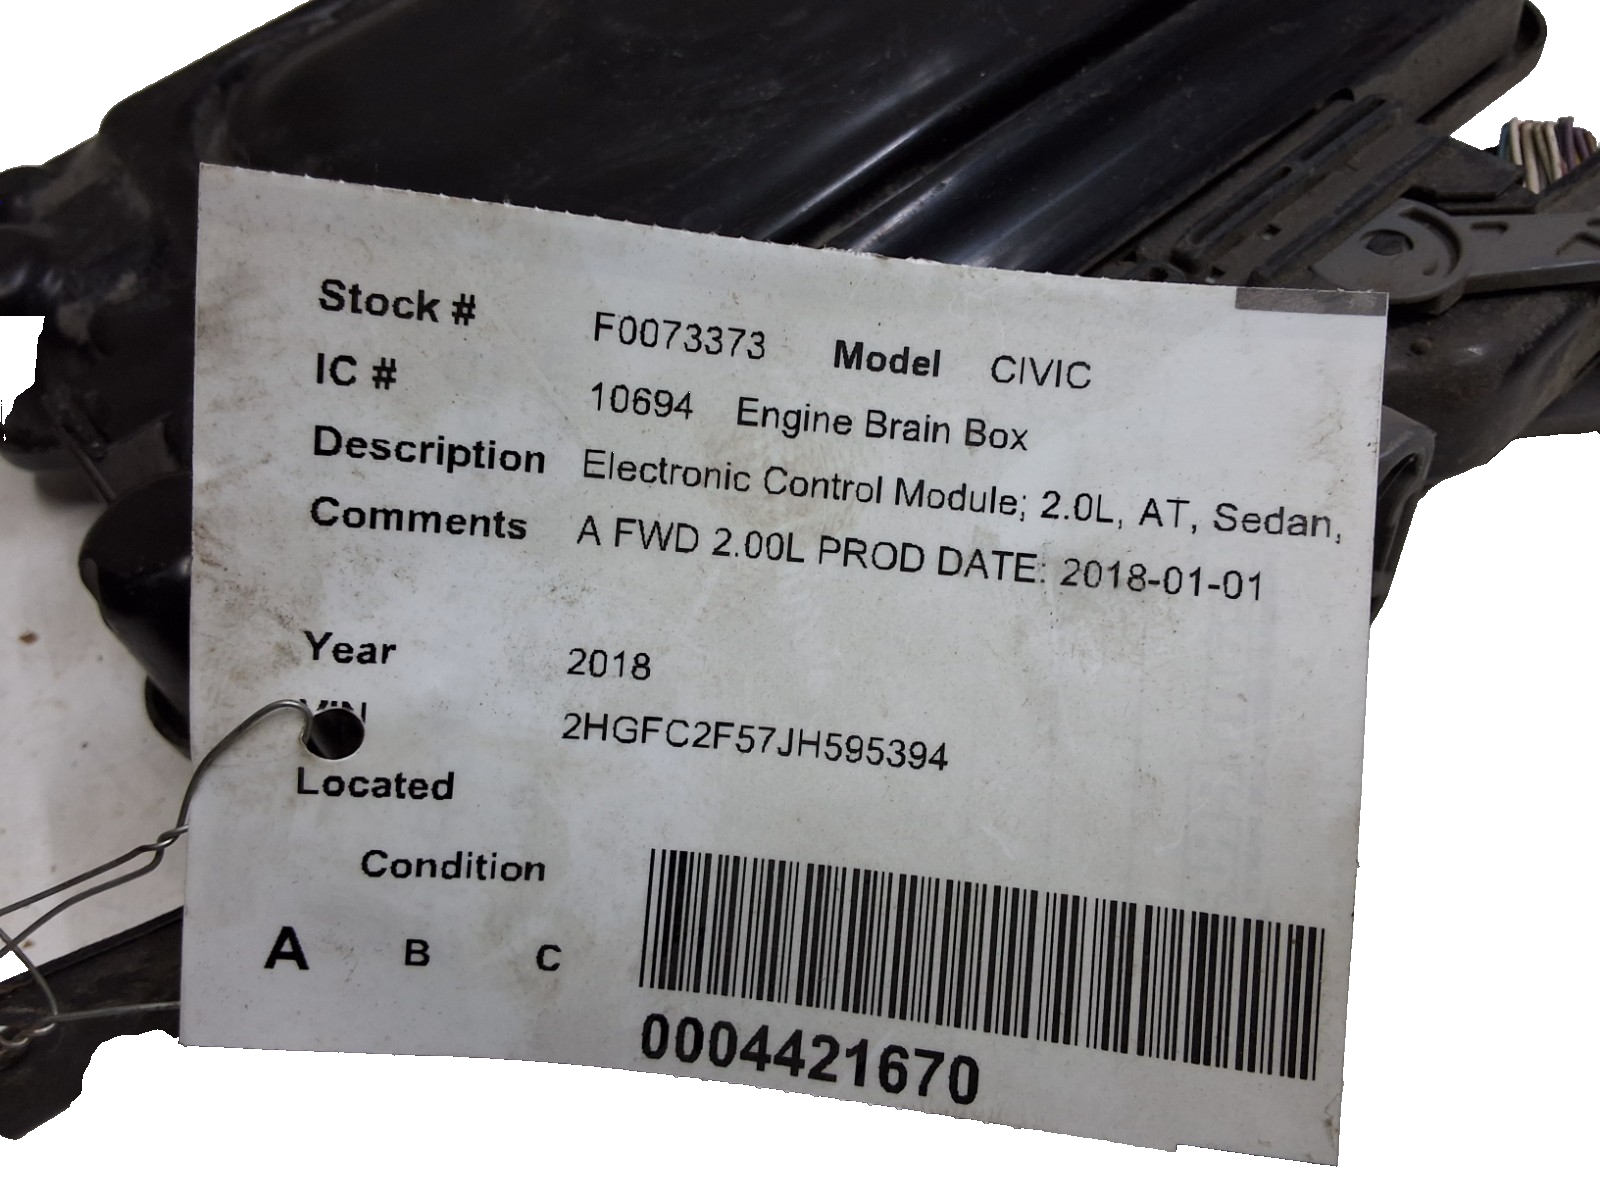 Stock # F0073373 Model CIVIC
IC # 10694 Engine Brain Box
Description Electronic Control Module; 2.0L, AT, Sedan,
Comments A FWD 2.00L PROD DATE: 2018-01-01
Year 2018
VIN 2HGFC2F57JH595394
Located
Condition
A B C
0004421670